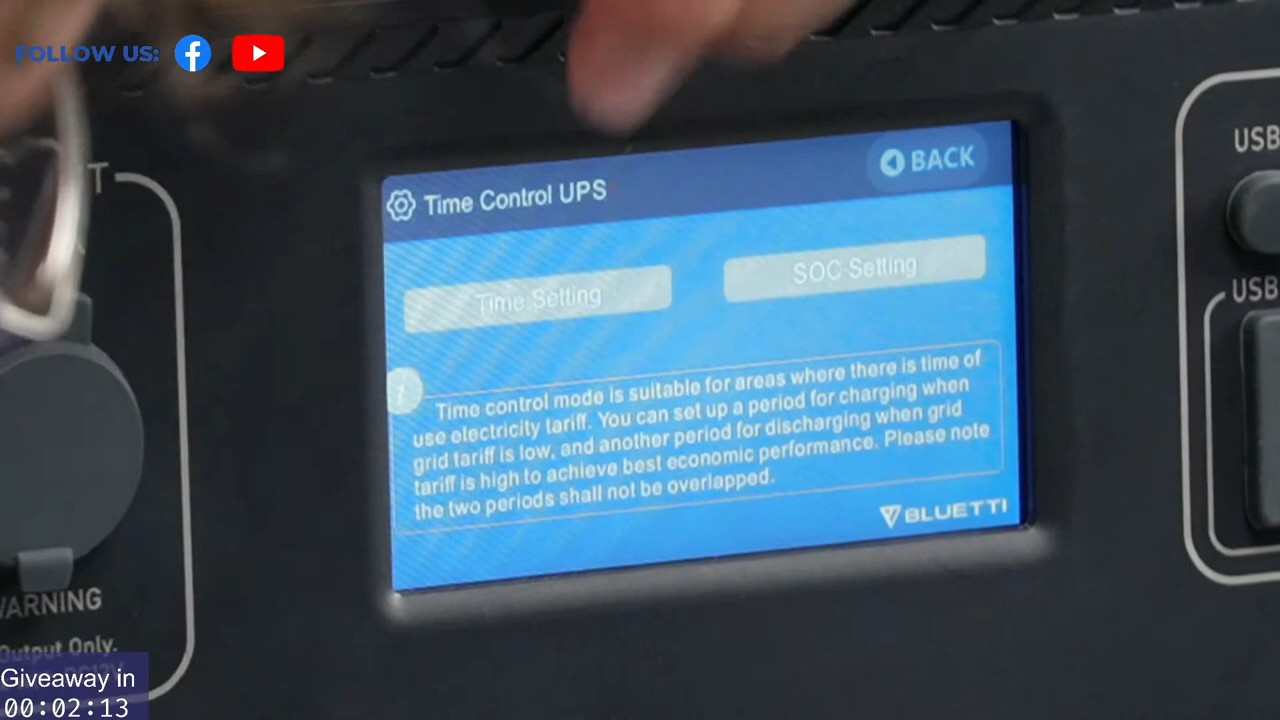 FOLLOW US:
T
Time Control UPS
BACK
Time Setting
SOC Setting
i
Time control mode is suitable for areas where there is time of
use electricity tariff. You can set up a period for charging when
grid tariff is low, and another period for discharging when grid
tariff is high to achieve best economic performance. Please note
the two periods shall not be overlapped.
BLUETTI
USB
USB
WARNING
Output Only.
Giveaway in
00:02:13